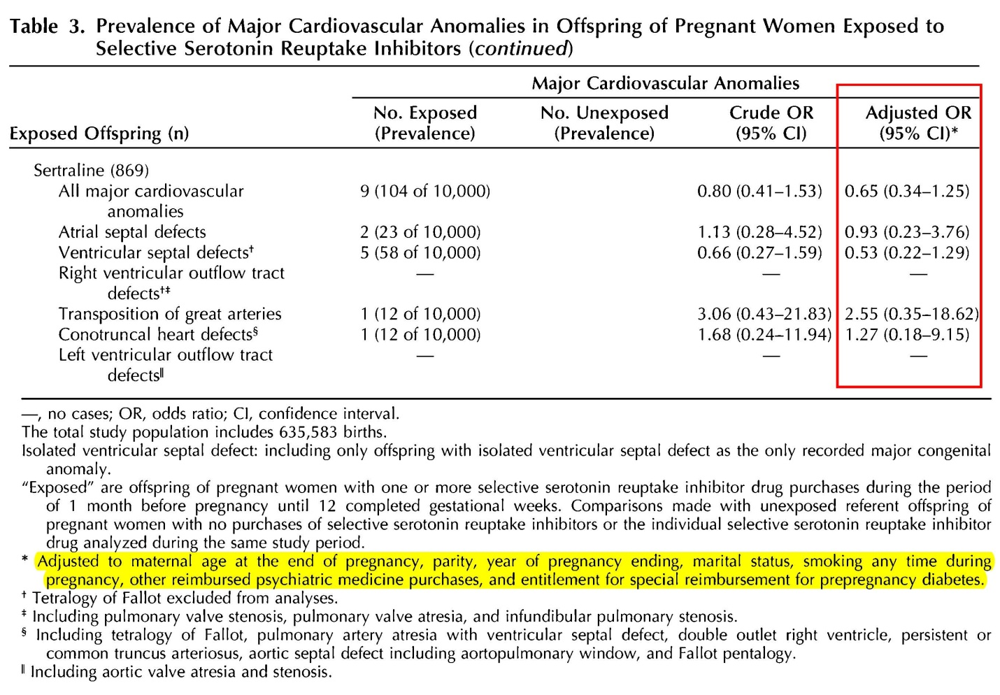 Table 3. Prevalence of Major Cardiovascular Anomalies in Offspring of Pregnant Women Exposed to
Selective Serotonin Reuptake Inhibitors (continued)
Major Cardiovascular Anomalies
Exposed Offspring (n) No. Exposed (Prevalence) No. Unexposed (Prevalence) Crude OR (95% CI) Adjusted OR (95% CI)*
Sertraline (869)
All major cardiovascular 9 (104 of 10,000) 0.80 (0.41–1.53) 0.65 (0.34–1.25)
anomalies
Atrial septal defects 2 (23 of 10,000) 1.13 (0.28–4.52) 0.93 (0.23–3.76)
Ventricular septal defects† 5 (58 of 10,000) 0.66 (0.27–1.59) 0.53 (0.22–1.29)
Right ventricular outflow tract — — —
defects†‡
Transposition of great arteries 1 (12 of 10,000) 3.06 (0.43–21.83) 2.55 (0.35–18.62)
Conotruncal heart defects§ 1 (12 of 10,000) 1.68 (0.24–11.94) 1.27 (0.18–9.15)
Left ventricular outflow tract — — —
defects‖
—, no cases; OR, odds ratio; CI, confidence interval.
The total study population includes 635,583 births.
Isolated ventricular septal defect: including only offspring with isolated ventricular septal defect as the only recorded major congenital
anomaly.
“Exposed” are offspring of pregnant women with one or more selective serotonin reuptake inhibitor drug purchases during the period
of 1 month before pregnancy until 12 completed gestational weeks. Comparisons made with unexposed referent offspring of
pregnant women with no purchases of selective serotonin reuptake inhibitors or the individual selective serotonin reuptake inhibitor
drug analyzed during the same study period.
* Adjusted to maternal age at the end of pregnancy, parity, year of pregnancy ending, marital status, smoking any time during
pregnancy, other reimbursed psychiatric medicine purchases, and entitlement for special reimbursement for prepregnancy diabetes.
† Tetralogy of Fallot excluded from analyses.
‡ Including pulmonary valve stenosis, pulmonary valve atresia, and infundibular pulmonary stenosis.
§ Including tetralogy of Fallot, pulmonary artery atresia with ventricular septal defect, double outlet right ventricle, persistent or
common truncus arteriosus, aortic septal defect including aortopulmonary window, and Fallot pentalogy.
‖ Including aortic valve atresia and stenosis.